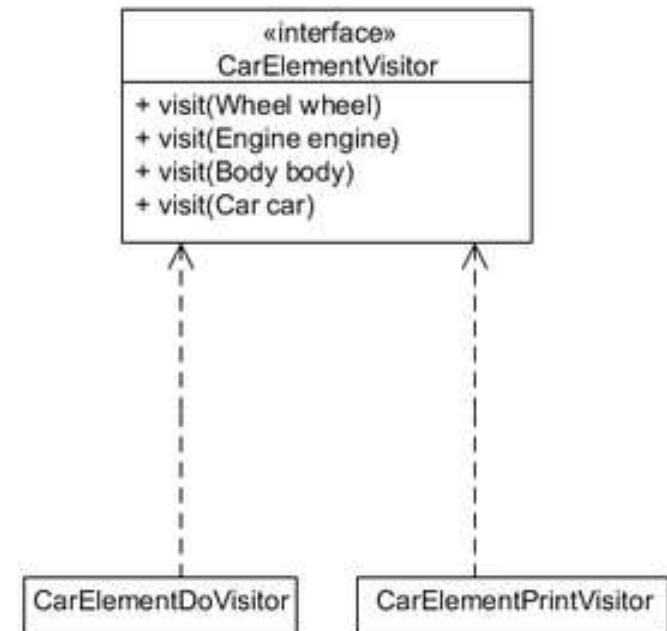 «interface»
CarElementVisitor
+ visit(Wheel wheel)
+ visit(Engine engine)
+ visit(Body body)
+ visit(Car car)
CarElementDoVisitor
CarElementPrintVisitor